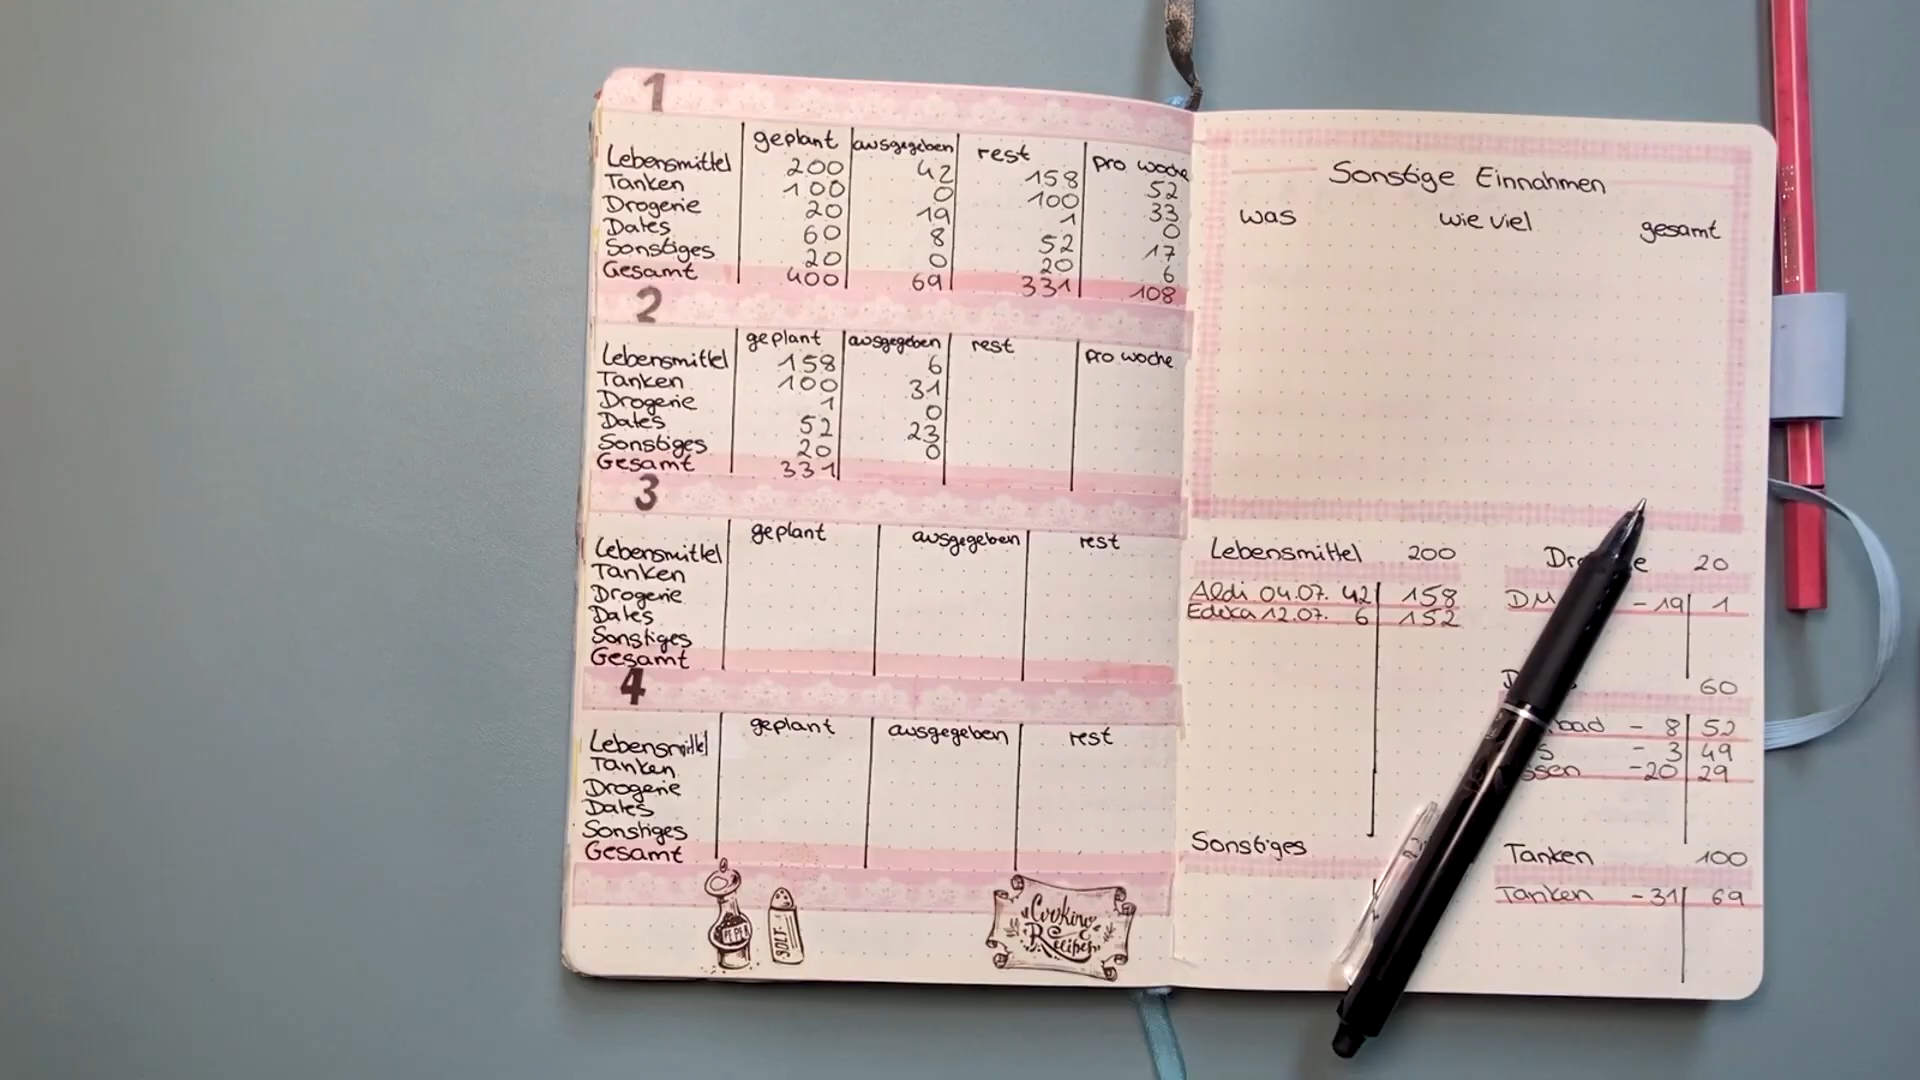 1
geplant ausgegeben rest pro woche
Lebensmittel 200 42 158 52
Tanken 100 0 100 33
Drogerie 20 19 1 0
Dates 60 8 52 17
Sonstiges 20 0 20 6
Gesamt 400 69 331 108
2
geplant ausgegeben rest pro woche
Lebensmittel 158 6
Tanken 100 31
Drogerie 1 0
Dates 52 23
Sonstiges 20 0
Gesamt 331
3
geplant ausgegeben rest
Lebensmittel
Tanken
Drogerie
Dates
Sonstiges
Gesamt
4
geplant ausgegeben rest
Lebensmittel
Tanken
Drogerie
Dates
Sonstiges
Gesamt
Cooking
Recipes
Sonstige Einnahmen
was wie viel gesamt
Lebensmittel 200
Aldi 04.07. 42 158
Edeka 12.07. 6 152
Sonstiges
20
DM -19 1
60
- 8 52
- 3 49
-20 29
Tanken 100
Tanken -31 69